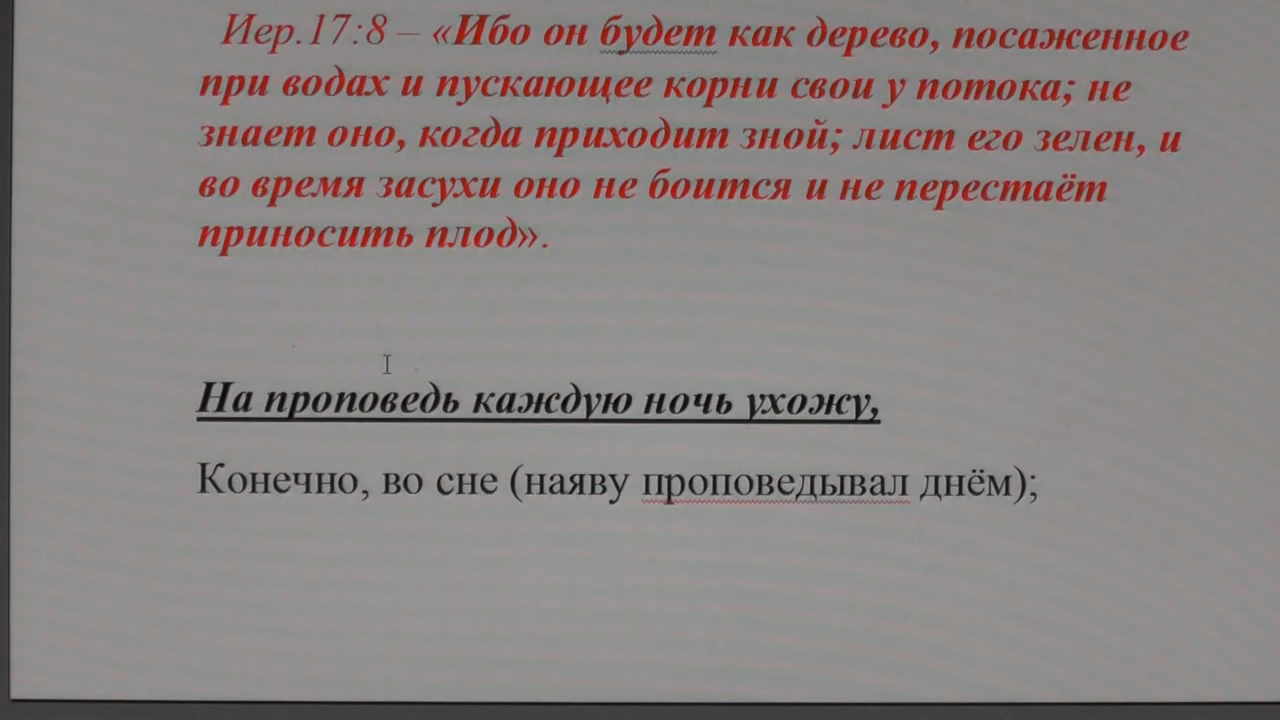 Иер.17:8 – «Ибо он будет как дерево, посаженное
при водах и пускающее корни свои у потока; не
знает оно, когда приходит зной; лист его зелен, и
во время засухи оно не боится и не перестаёт
приносить плод».
На проповедь каждую ночь ухожу,
Конечно, во сне (наяву проповедывал днём);